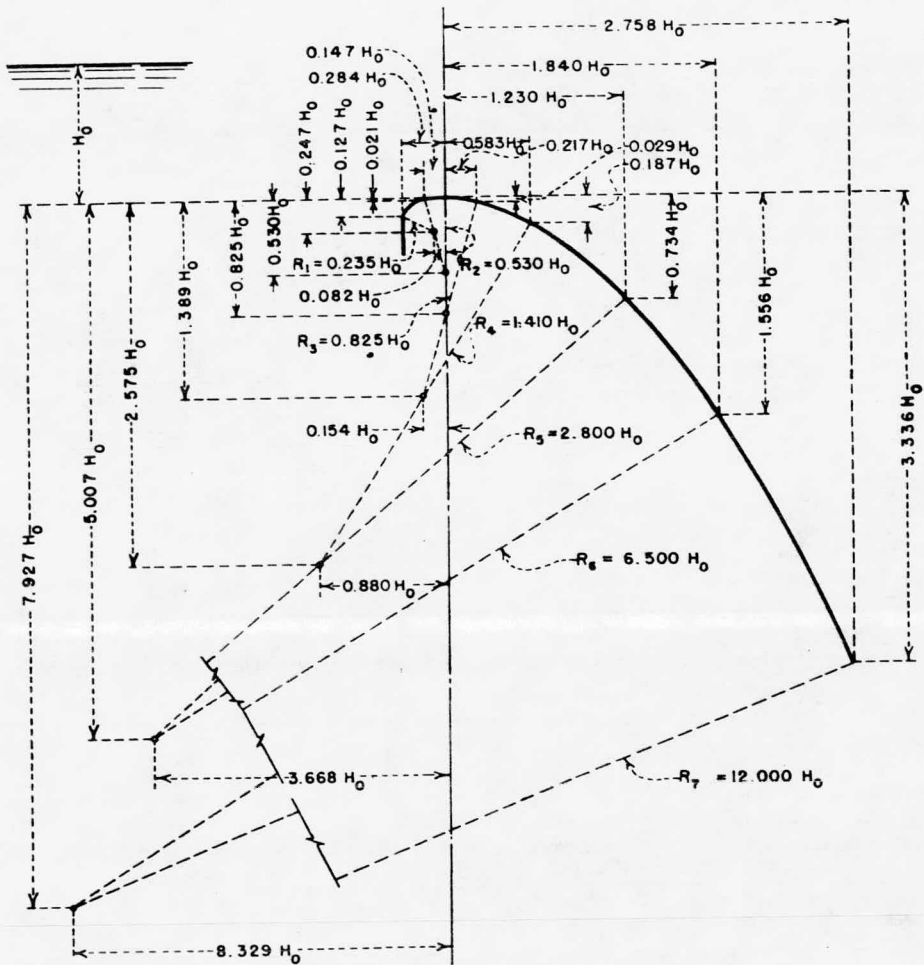 2.758 H₀
0.147 H₀
1.840 H₀
0.284 H₀
1.230 H₀
H₀
0.247 H₀
0.127 H₀
0.021 H₀
0.583 H₀
0.217 H₀
0.029 H₀
0.187 H₀
7.927 H₀
5.007 H₀
2.575 H₀
1.389 H₀
0.825 H₀
0.530 H₀
R₁ = 0.235 H₀
R₂ = 0.530 H₀
0.082 H₀
R₃ = 0.825 H₀
R₄ = 1.410 H₀
0.734 H₀
1.556 H₀
3.336 H₀
0.154 H₀
R₅ = 2.800 H₀
R₆ = 6.500 H₀
0.880 H₀
3.668 H₀
R₇ = 12.000 H₀
8.329 H₀